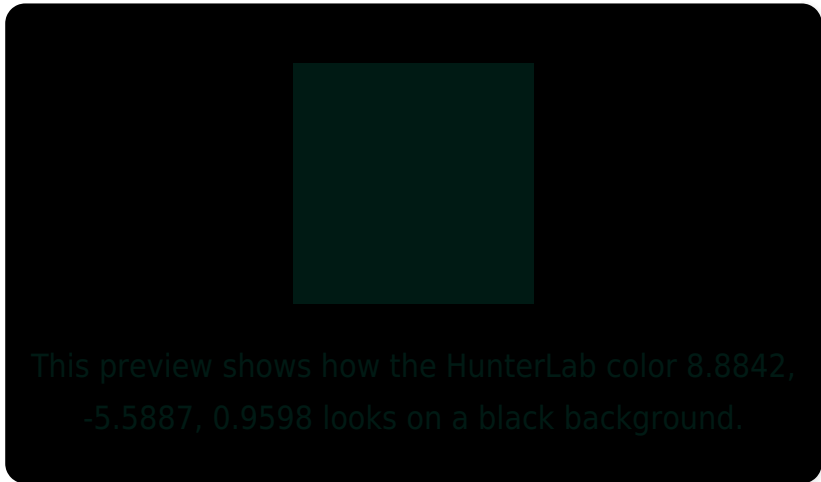 This preview shows how the HunterLab color 8.8842,
-5.5887, 0.9598 looks on a black background.